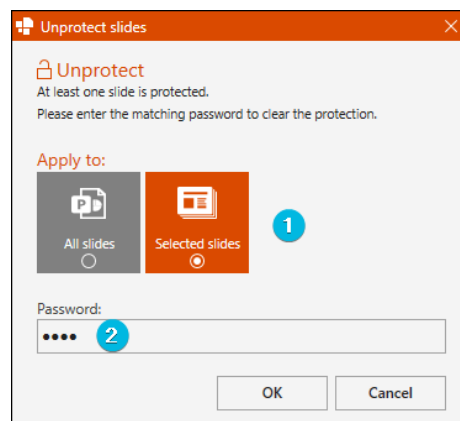 Unprotect slides
Unprotect
At least one slide is protected.
Please enter the matching password to clear the protection.
Apply to:
All slides
Selected slides
1
Password:
•••• 2
OK
Cancel